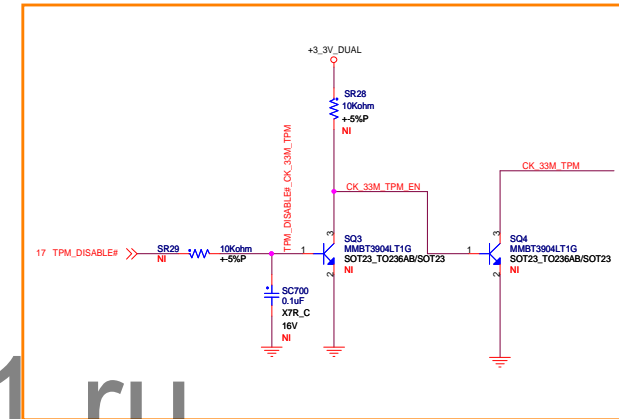 +3_3V_DUAL
SR28
10Kohm
+-5%P
NI
TPM_DISABLE#_CK_33M_TPM
CK_33M_TPM
CK_33M_TPM_EN
3
SQ3
MMBT3904LT1G
SOT23_TO236AB/SOT23
NI
1
2
3
SQ4
MMBT3904LT1G
SOT23_TO236AB/SOT23
NI
1
2
17 TPM_DISABLE#
SR29
NI
10Kohm
+-5%P
SC700
0.1uF
X7R_C
16V
NI
1 ru